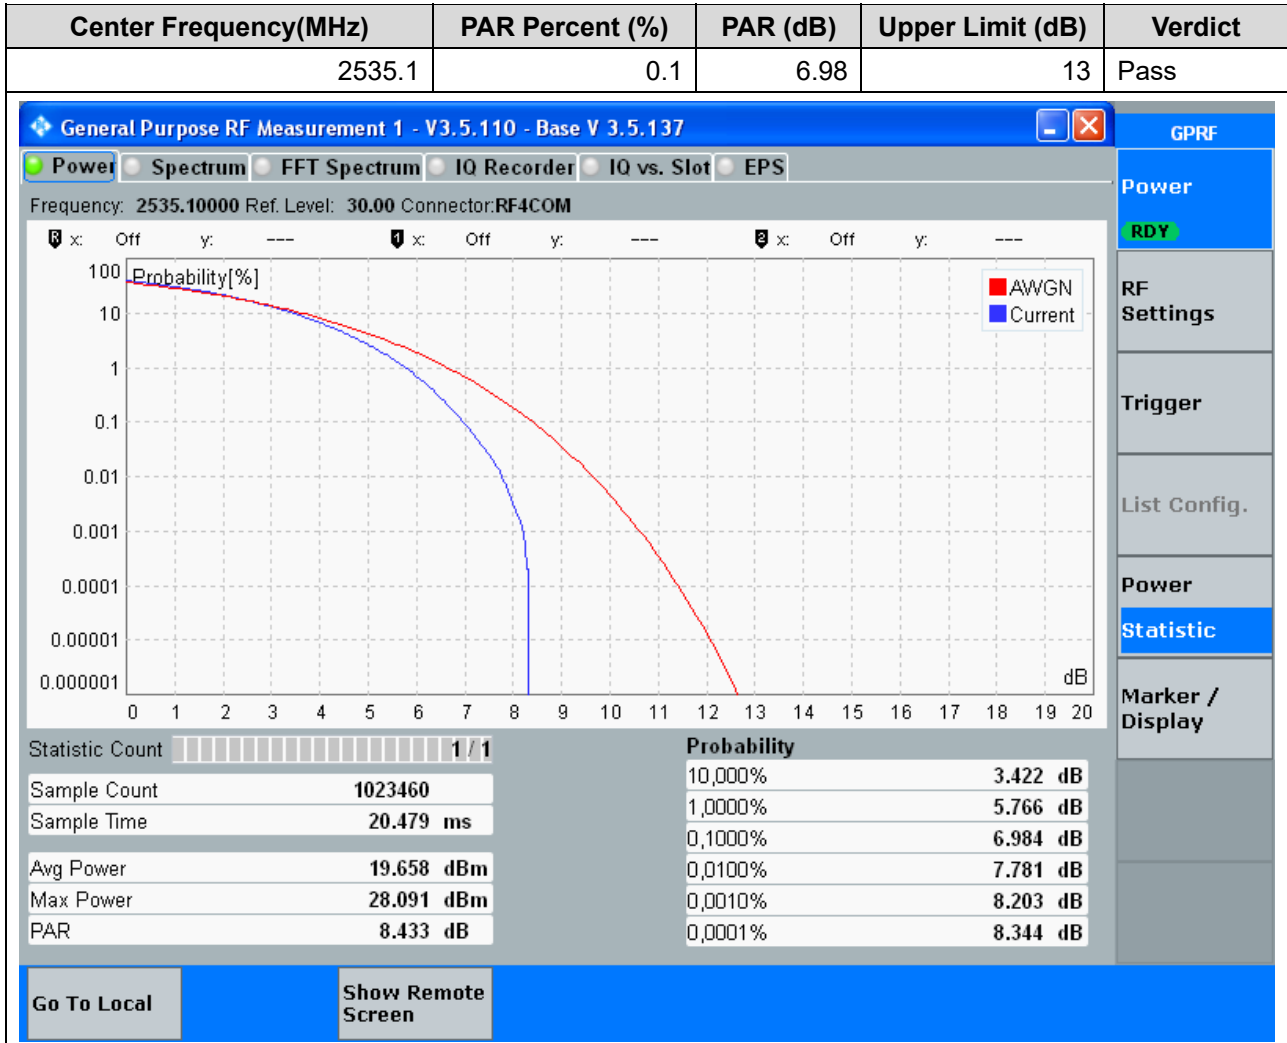 Center Frequency(MHz) PAR Percent (%) PAR (dB) Upper Limit (dB) Verdict
2535.1 0.1 6.98 13 Pass
General Purpose RF Measurement 1 - V3.5.110 - Base V 3.5.137
GPRF
Power Spectrum FFT Spectrum IQ Recorder IQ vs. Slot EPS
Frequency: 2535.10000 Ref. Level: 30.00 Connector:RF4COM
R x: Off y: --- 1 x: Off y: --- 2 x: Off y: ---
Probability[%]
AWGN
Current
100
10
1
0.1
0.01
0.001
0.0001
0.00001
0.000001
dB
0 1 2 3 4 5 6 7 8 9 10 11 12 13 14 15 16 17 18 19 20
Statistic Count 1 / 1
Sample Count 1023460
Sample Time 20.479 ms
Avg Power 19.658 dBm
Max Power 28.091 dBm
PAR 8.433 dB
Probability
10,000% 3.422 dB
1,0000% 5.766 dB
0,1000% 6.984 dB
0,0100% 7.781 dB
0,0010% 8.203 dB
0,0001% 8.344 dB
Power
RDY
RF
Settings
Trigger
List Config.
Power
Statistic
Marker /
Display
Go To Local
Show Remote
Screen